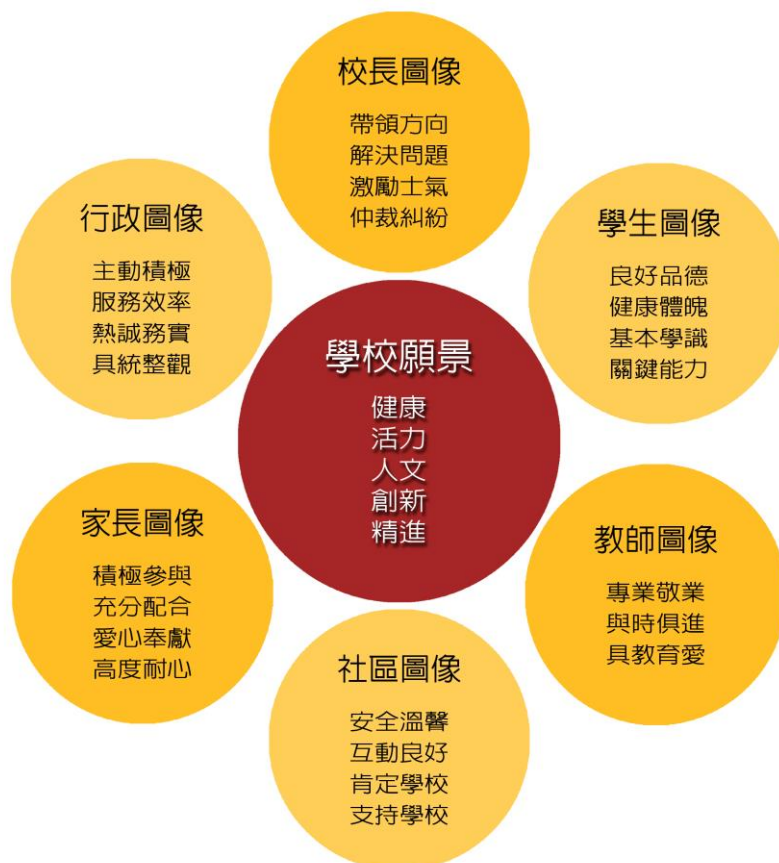 校長圖像
帶領方向
解決問題
激勵士氣
仲裁糾紛
行政圖像
主動積極
服務效率
熱誠務實
具統整觀
學生圖像
良好品德
健康體魄
基本學識
關鍵能力
學校願景
健康
活力
人文
創新
精進
家長圖像
積極參與
充分配合
愛心奉獻
高度耐心
教師圖像
專業敬業
與時俱進
具教育愛
社區圖像
安全溫馨
互動良好
肯定學校
支持學校